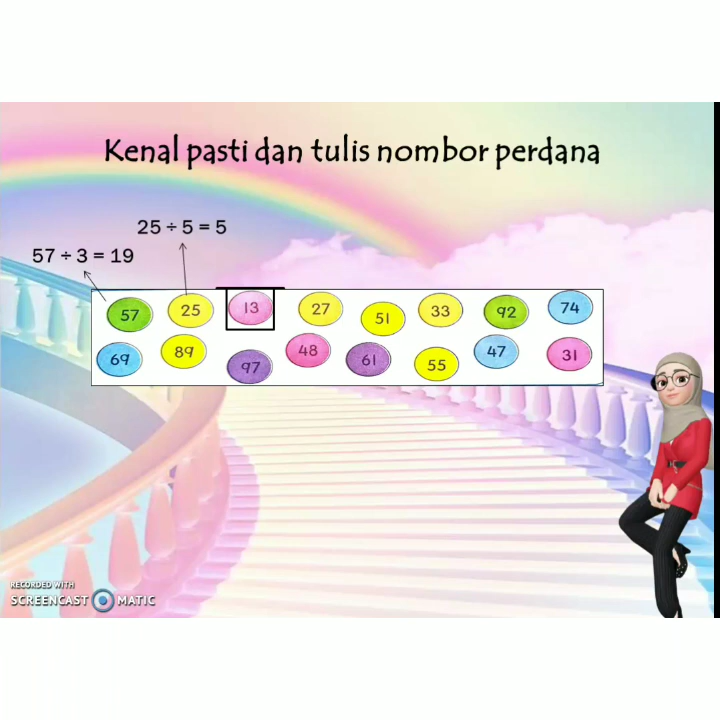 Kenal pasti dan tulis nombor perdana
25 ÷ 5 = 5
57 ÷ 3 = 19
57 25 13 27 51 33 92 74
69 89 97 48 61 55 47 31
RECORDED WITH
SCREENCAST MATIC